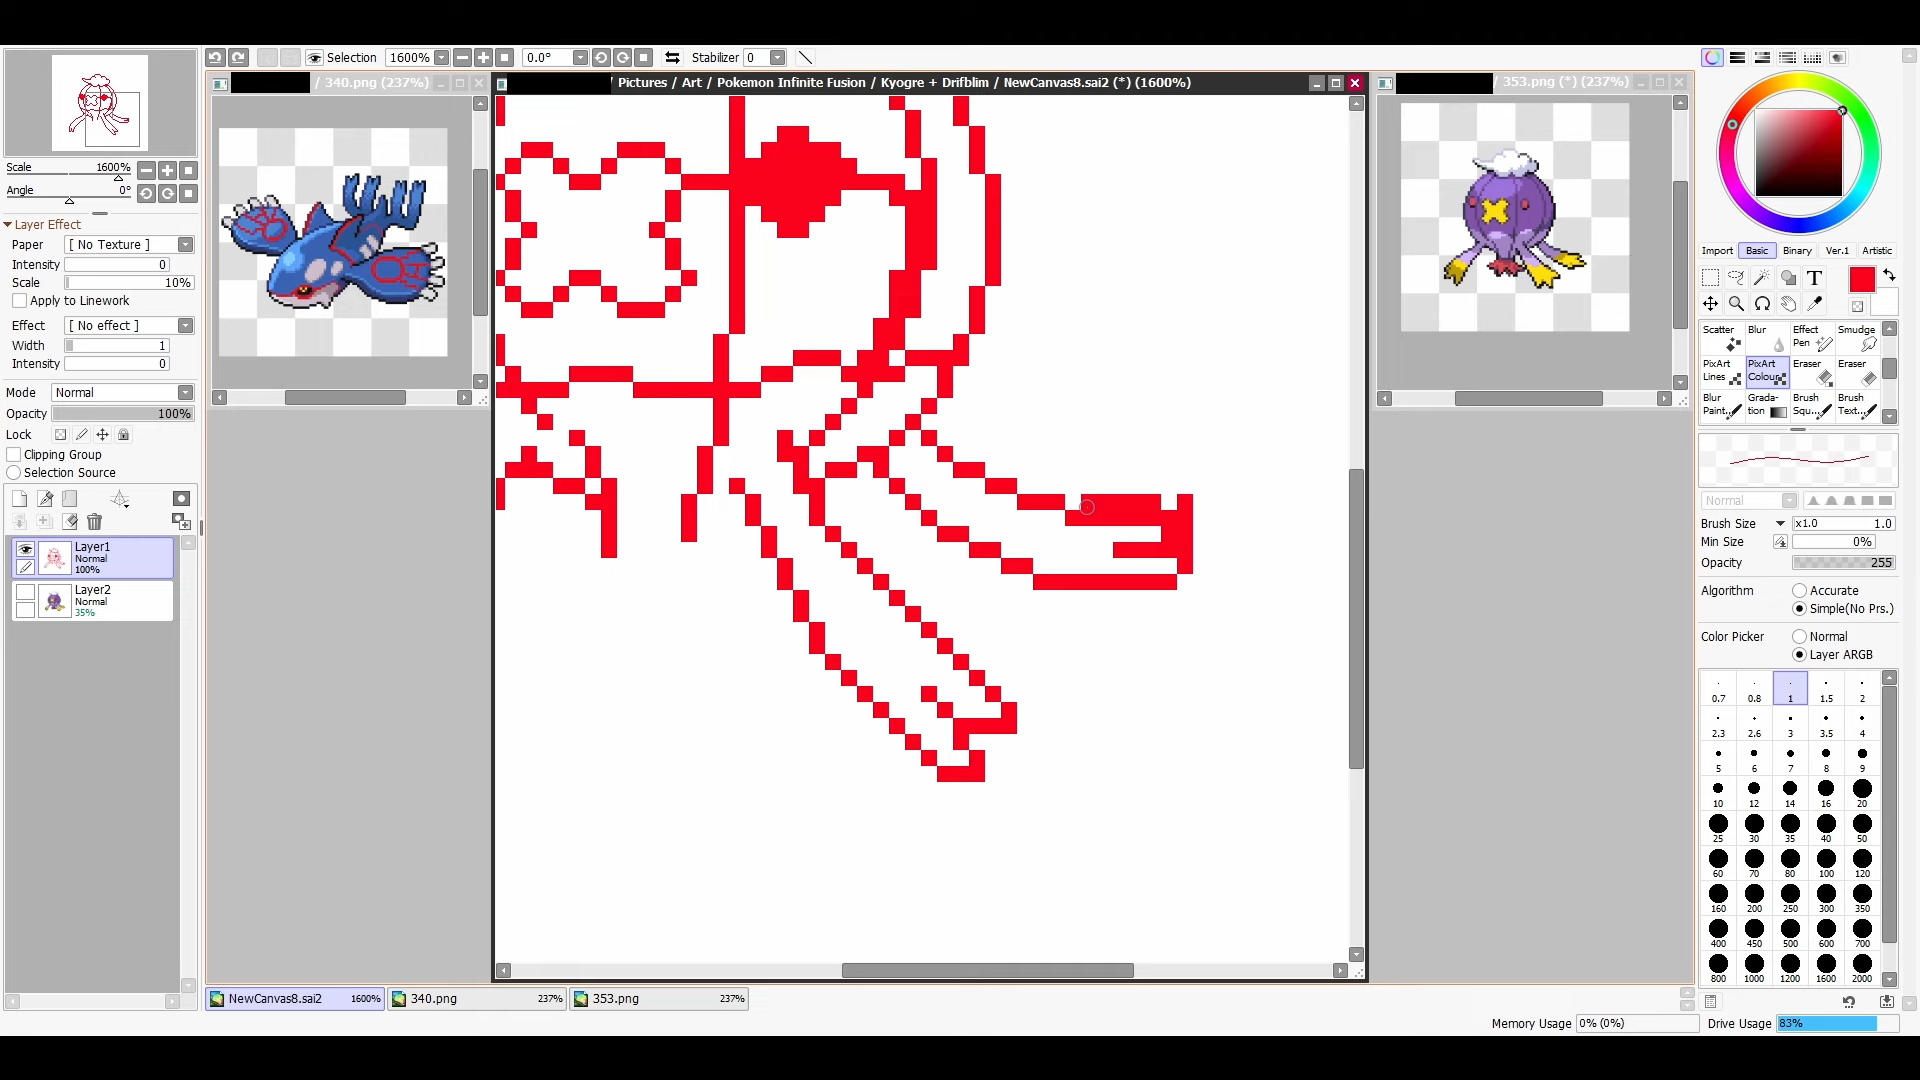 Selection 1600% 0.0° Stabilizer 0
/ 340.png (237%)
Pictures / Art / Pokemon Infinite Fusion / Kyogre + Drifblim / NewCanvas8.sai2 (*) (1600%)
/ 353.png (*) (237%)
Scale 1600%
Angle 0°
Layer Effect
Paper [ No Texture ]
Intensity 0
Scale 10%
Apply to Linework
Effect [ No effect ]
Width 1
Intensity 0
Mode Normal
Opacity 100%
Lock
Clipping Group
Selection Source
Layer1
Normal
100%
Layer2
Normal
35%
Import Basic Binary Ver.1 Artistic
T
Scatter Blur Effect Pen Smudge
PixArt Lines PixArt Colour Eraser Eraser
Blur Paint.. Grada-tion Brush Squ.. Brush Text..
Normal
Brush Size x1.0 1.0
Min Size 0%
Opacity 255
Algorithm Accurate
Simple(No Prs.)
Color Picker Normal
Layer ARGB
0.7 0.8 1 1.5 2
2.3 2.6 3 3.5 4
5 6 7 8 9
10 12 14 16 20
25 30 35 40 50
60 70 80 100 120
160 200 250 300 350
400 450 500 600 700
800 1000 1200 1600 2000
NewCanvas8.sai2 1600% 340.png 237% 353.png 237%
Memory Usage 0% (0%) Drive Usage 83%